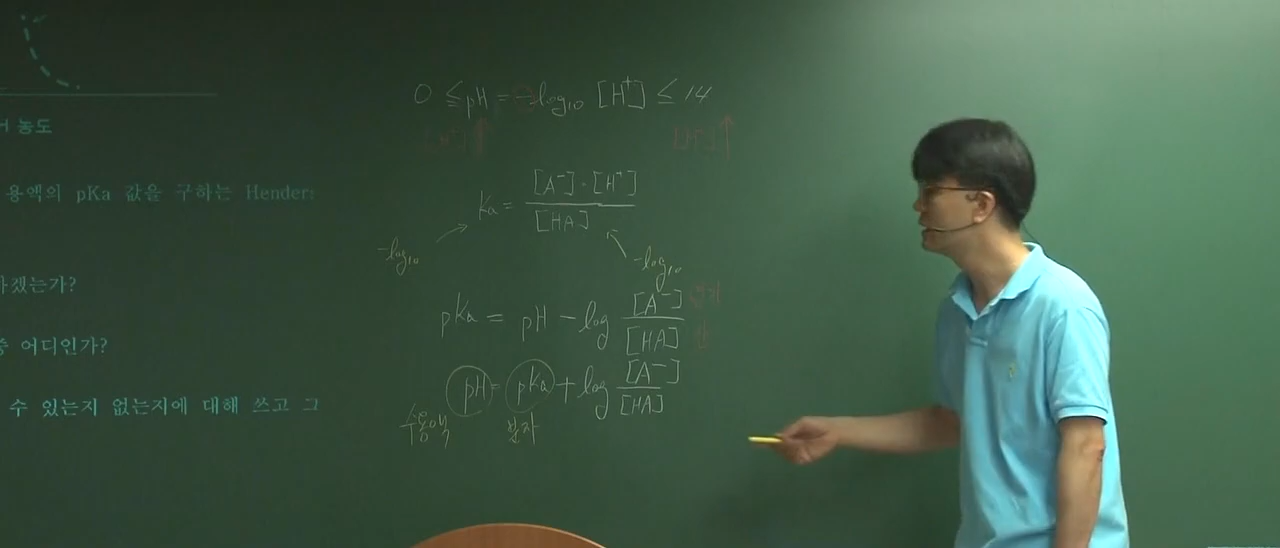 농도
용액의 pKa 값을 구하는 Hender
겠는가?
어디인가?
수 있는지 없는지에 대해 쓰고 그
0 ≦ pH = -log₁₀ [H⁺] ≤ 14
Ka = [A⁻]·[H⁺] / [HA]
-log₁₀
-log₁₀
pKa = pH - log [A⁻] / [HA]
pH = pKa + log [A⁻] / [HA]
수용액 분자